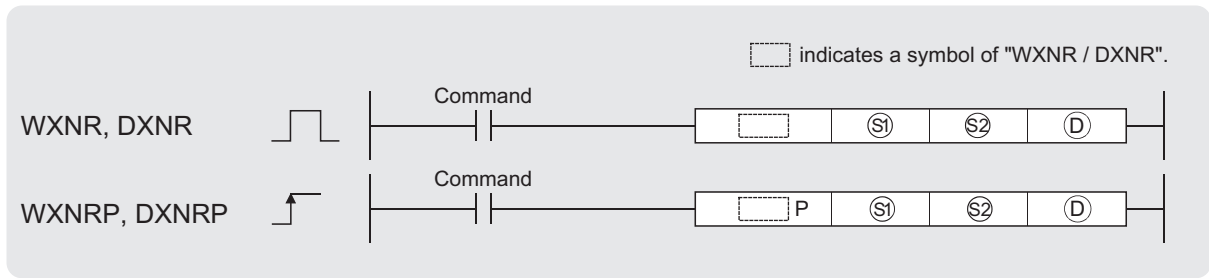 indicates a symbol of "WXNR / DXNR".
Command
WXNR, DXNR
S1 S2 D
Command
WXNRP, DXNRP
P S1 S2 D